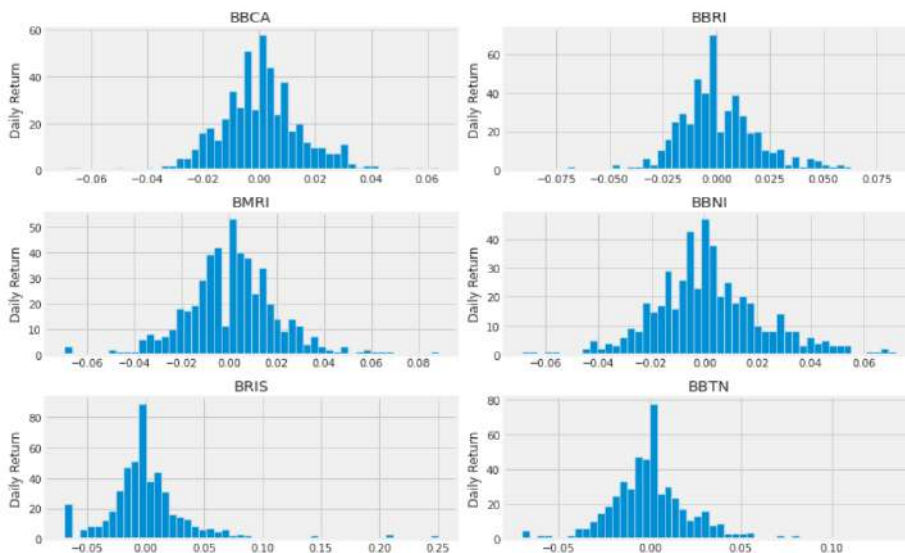 BBCA
Daily Return
60
40
20
0
−0.06 −0.04 −0.02 0.00 0.02 0.04 0.06
BBRI
Daily Return
60
40
20
0
−0.075 −0.050 −0.025 0.000 0.025 0.050 0.075
BMRI
Daily Return
50
40
30
20
10
0
−0.06 −0.04 −0.02 0.00 0.02 0.04 0.06 0.08
BBNI
Daily Return
40
30
20
10
0
−0.06 −0.04 −0.02 0.00 0.02 0.04 0.06
BRIS
Daily Return
80
60
40
20
0
−0.05 0.00 0.05 0.10 0.15 0.20 0.25
BBTN
Daily Return
80
60
40
20
0
−0.05 0.00 0.05 0.10